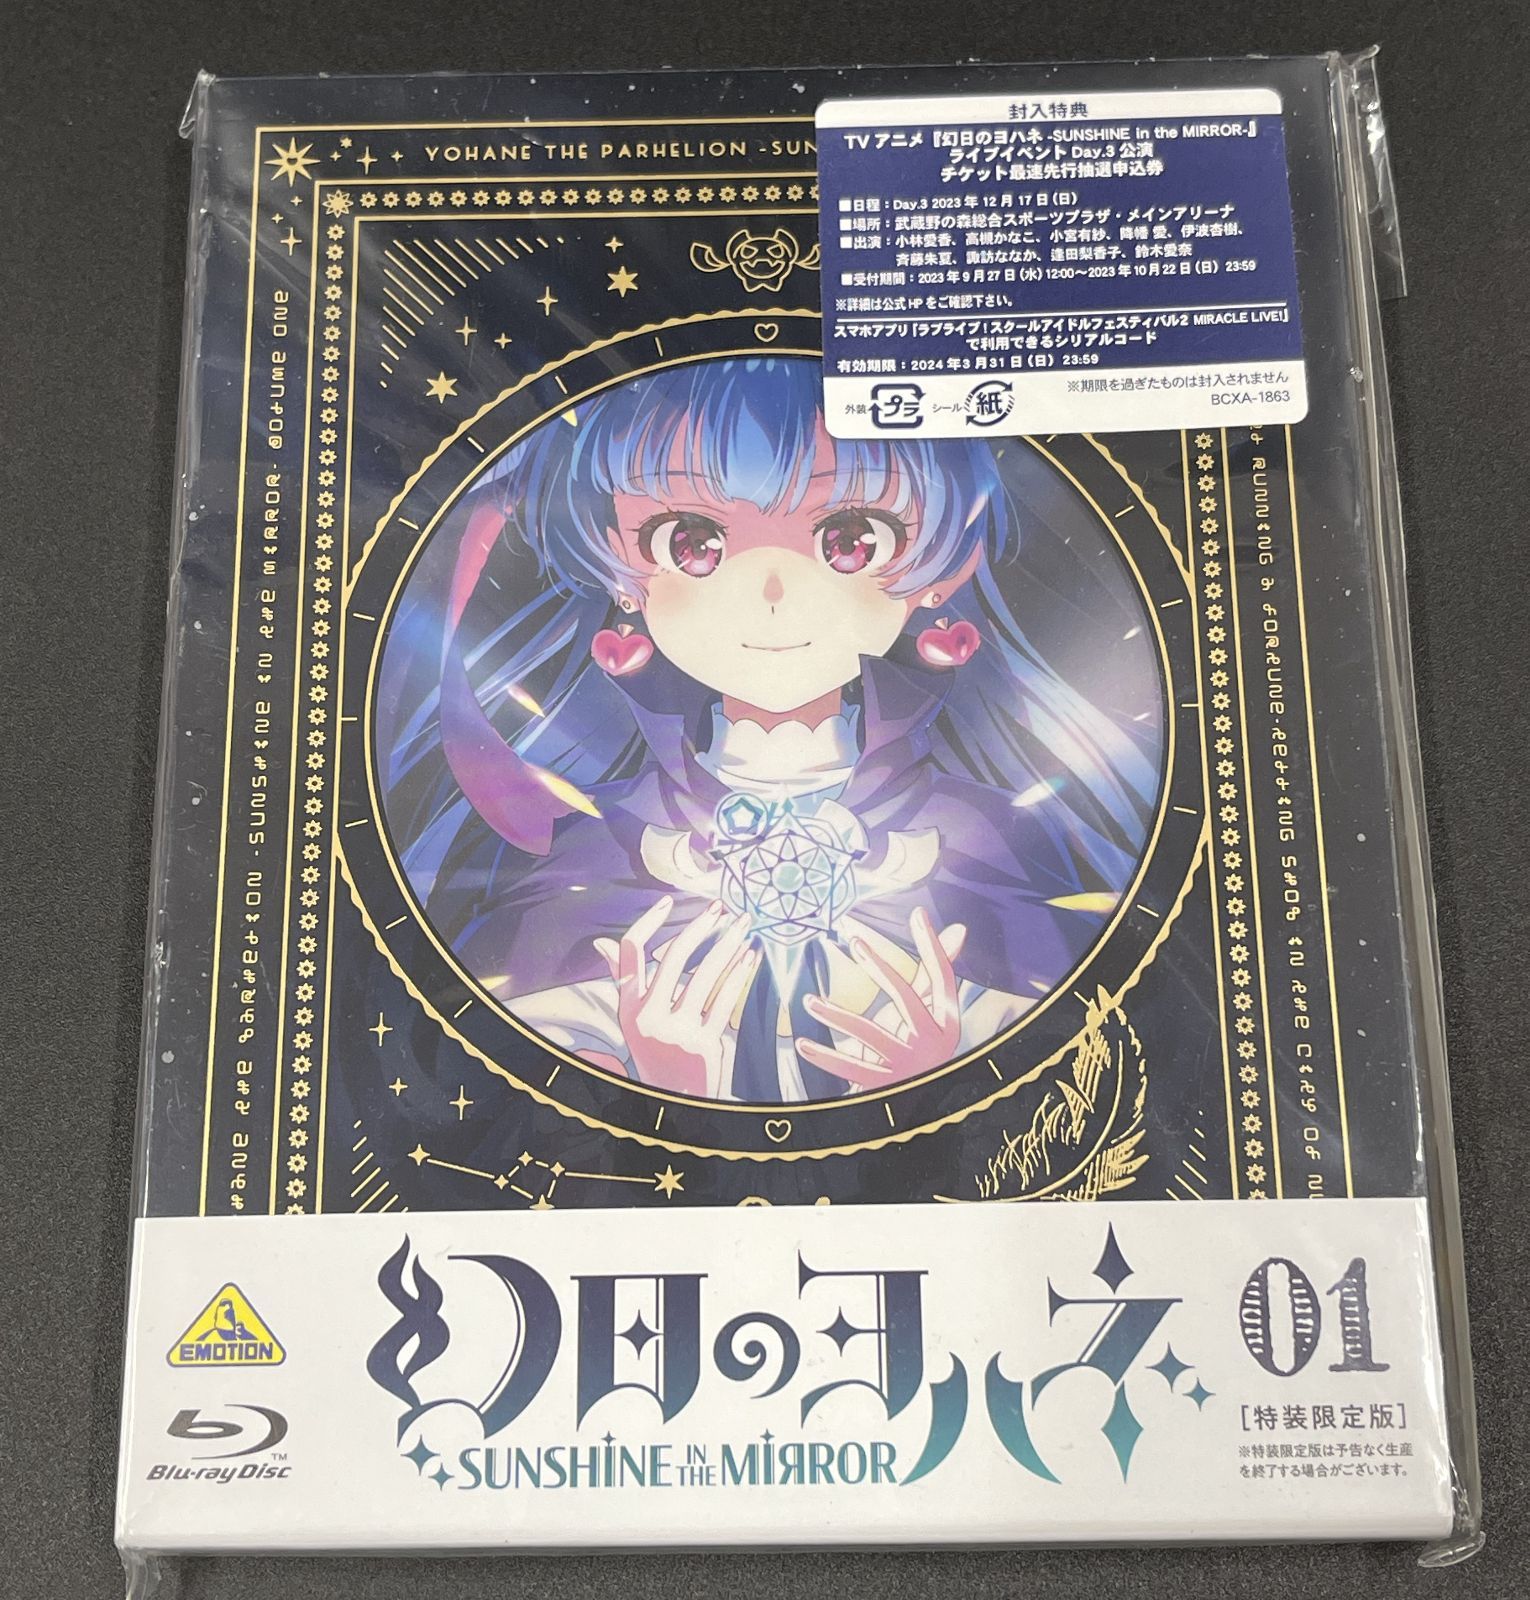 YOHANE THE PARHELION -SUN
封入特典
TVアニメ『幻日のヨハネ -SUNSHINE in the MIRROR-』
ライブイベント Day.3 公演
チケット最速先行抽選申込券
■日程：Day.3 2023年12月17日（日）
■場所：武蔵野の森総合スポーツプラザ・メインアリーナ
■出演：小林愛香、高槻かなこ、小宮有紗、降幡 愛、伊波杏樹、
斉藤朱夏、諏訪ななか、逢田梨香子、鈴木愛奈
■受付期間：2023年9月27日（水）12:00〜2023年10月22日（日）23:59
※詳細は公式HPをご確認下さい。
スマホアプリ「ラブライブ！スクールアイドルフェスティバル2 MIRACLE LIVE!」
で利用できるシリアルコード
有効期限：2024年3月31日（日）23:59
外装 プラ シール 紙
※期限を過ぎたものは封入されません
BCXA-1863
EMOTION
Blu-ray Disc™
幻日のヨハネ
SUNSHINE IN THE MIRROR
01
［特装限定版］
※特装限定版は予告なく生産
を終了する場合がございます。